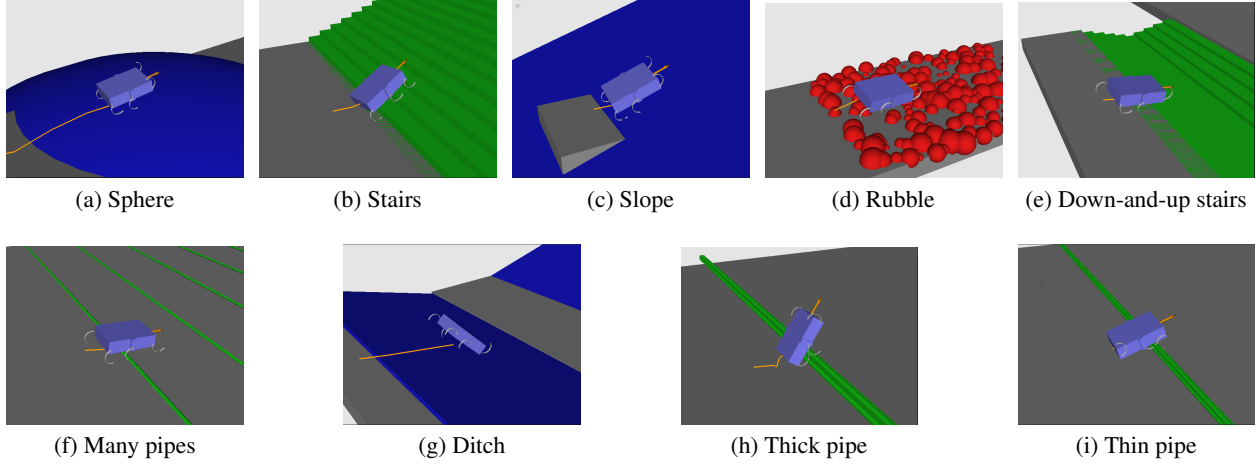 (a) Sphere
(b) Stairs
(c) Slope
(d) Rubble
(e) Down-and-up stairs
(f) Many pipes
(g) Ditch
(h) Thick pipe
(i) Thin pipe